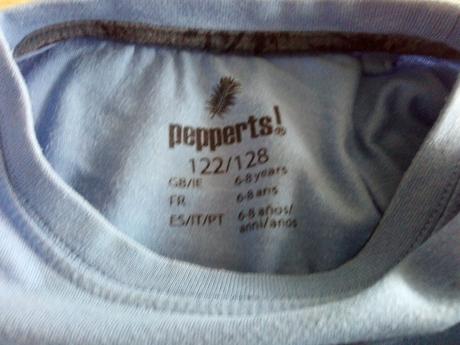 pepperts!®
122/128
GB/IE 6-8 years
FR 6-8 ans
ES/IT/PT 6-8 años/
anni/anos